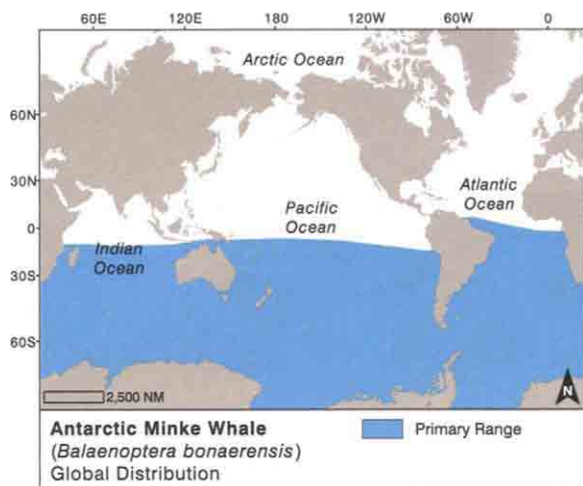 60E 120E 180E 120W 60W 0
Arctic Ocean
60N
30N
Atlantic
Ocean
Pacific
Ocean
0
Indian
Ocean
30S
60S
2,500 NM
N
Antarctic Minke Whale
(Balaenoptera bonaerensis)
Global Distribution
Primary Range